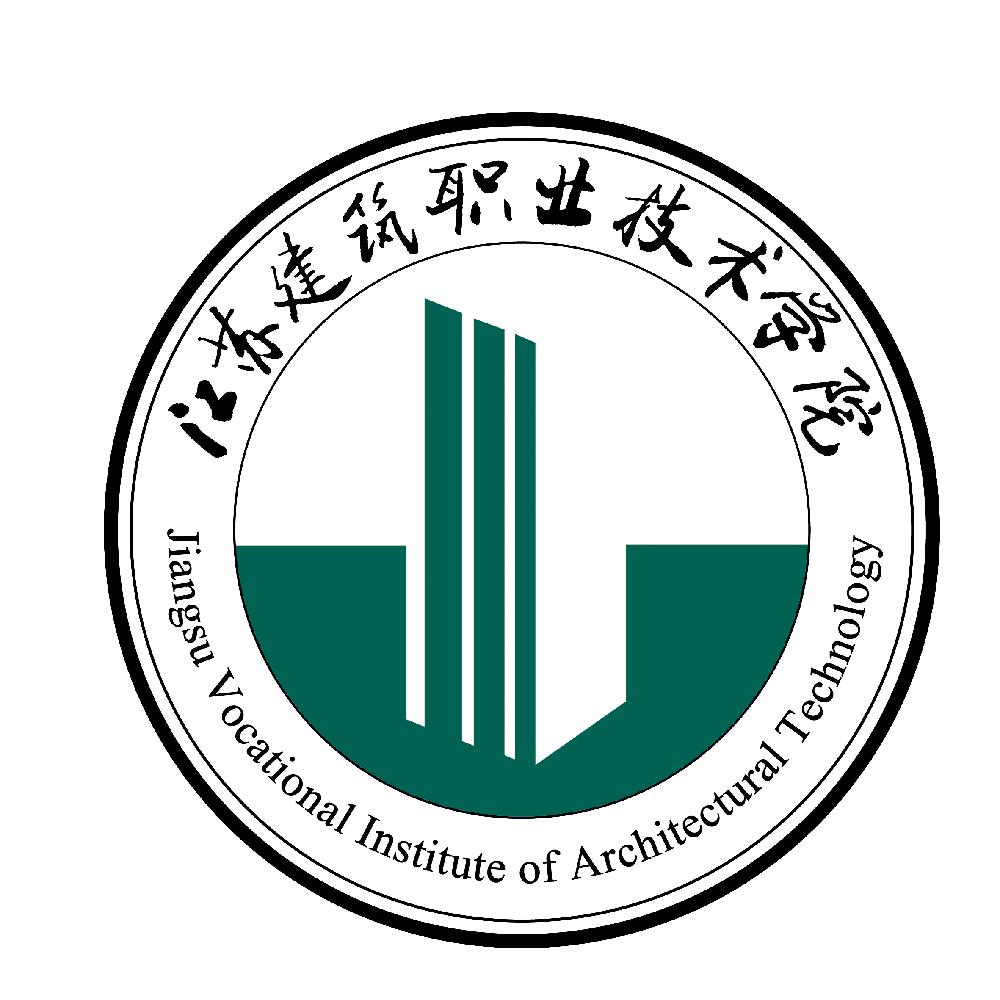 江苏建筑职业技术学院
Jiangsu Vocational Institute of Architectural Technology